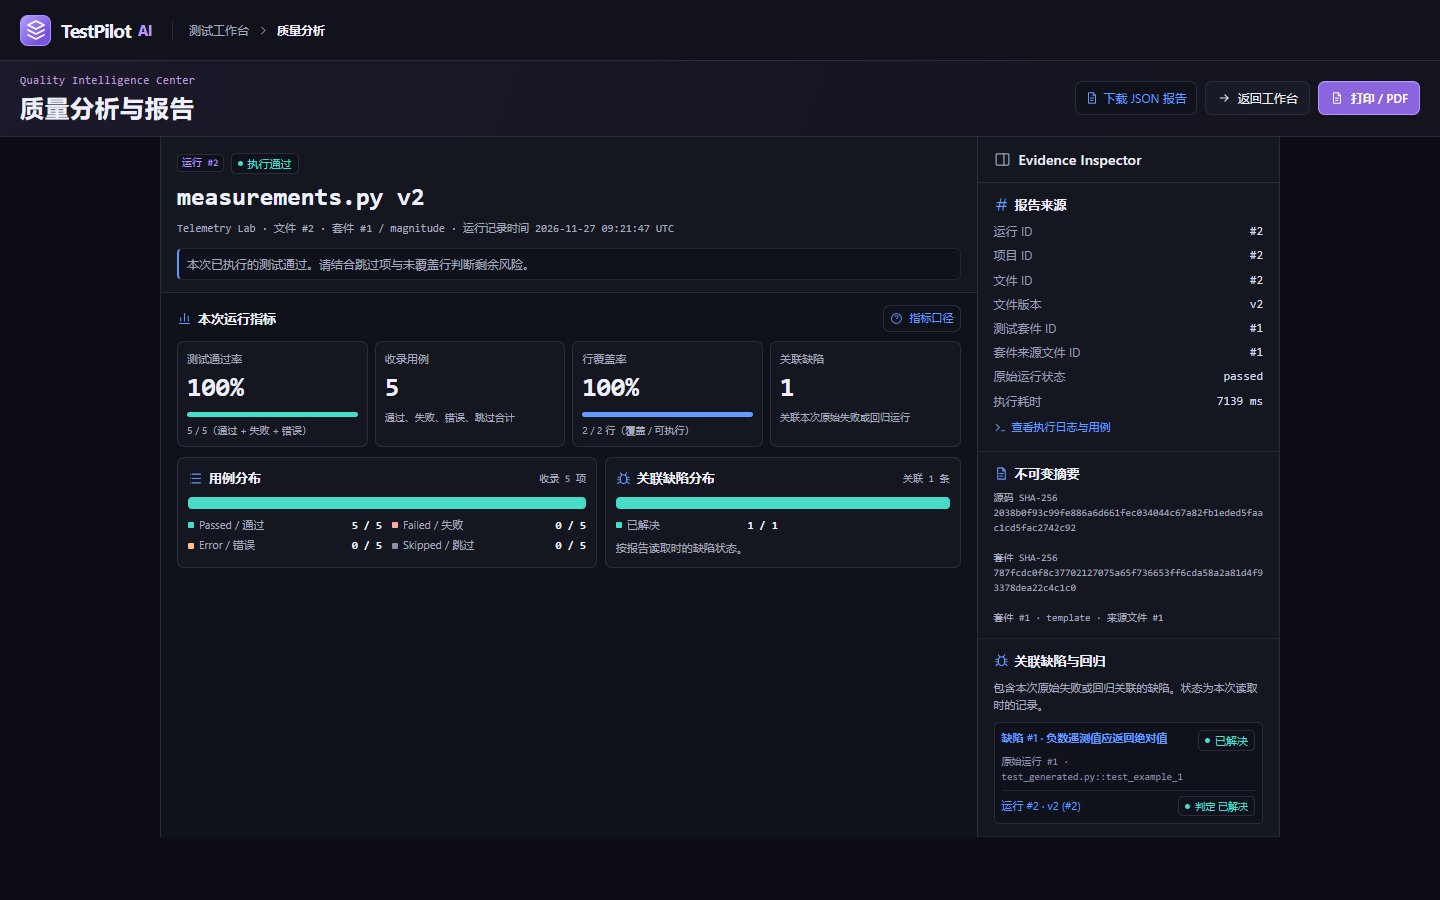 TestPilot AI
测试工作台 > 质量分析
Quality Intelligence Center
质量分析与报告
下载 JSON 报告
返回工作台
打印 / PDF
运行 #2
执行通过
measurements.py v2
Telemetry Lab · 文件 #2 · 套件 #1 / magnitude · 运行记录时间 2026-11-27 09:21:47 UTC
本次已执行的测试通过。请结合跳过项与未覆盖行判断剩余风险。
本次运行指标
指标口径
测试通过率
100%
5 / 5（通过 + 失败 + 错误）
收录用例
5
通过、失败、错误、跳过合计
行覆盖率
100%
2 / 2 行（覆盖 / 可执行）
关联缺陷
1
关联本次原始失败或回归运行
用例分布
收录 5 项
Passed / 通过 5 / 5
Failed / 失败 0 / 5
Error / 错误 0 / 5
Skipped / 跳过 0 / 5
关联缺陷分布
关联 1 条
已解决 1 / 1
按报告读取时的缺陷状态。
Evidence Inspector
报告来源
运行 ID #2
项目 ID #2
文件 ID #2
文件版本 v2
测试套件 ID #1
套件来源文件 ID #1
原始运行状态 passed
执行耗时 7139 ms
查看执行日志与用例
不可变摘要
源码 SHA-256
2038b0f93c99fe886a6d661fec034044c67a82fb1eded5faa
c1cd5fac2742c92
套件 SHA-256
787fcdc0f8c37702127075a65f736653ff6cda58a2a81d4f9
3378dea22c4c1c0
套件 #1 · template · 来源文件 #1
关联缺陷与回归
包含本次原始失败或回归关联的缺陷。状态为本次读取
时的记录。
缺陷 #1 · 负数遥测值应返回绝对值
已解决
原始运行 #1 ·
test_generated.py::test_example_1
运行 #2 · v2 (#2)
判定 已解决